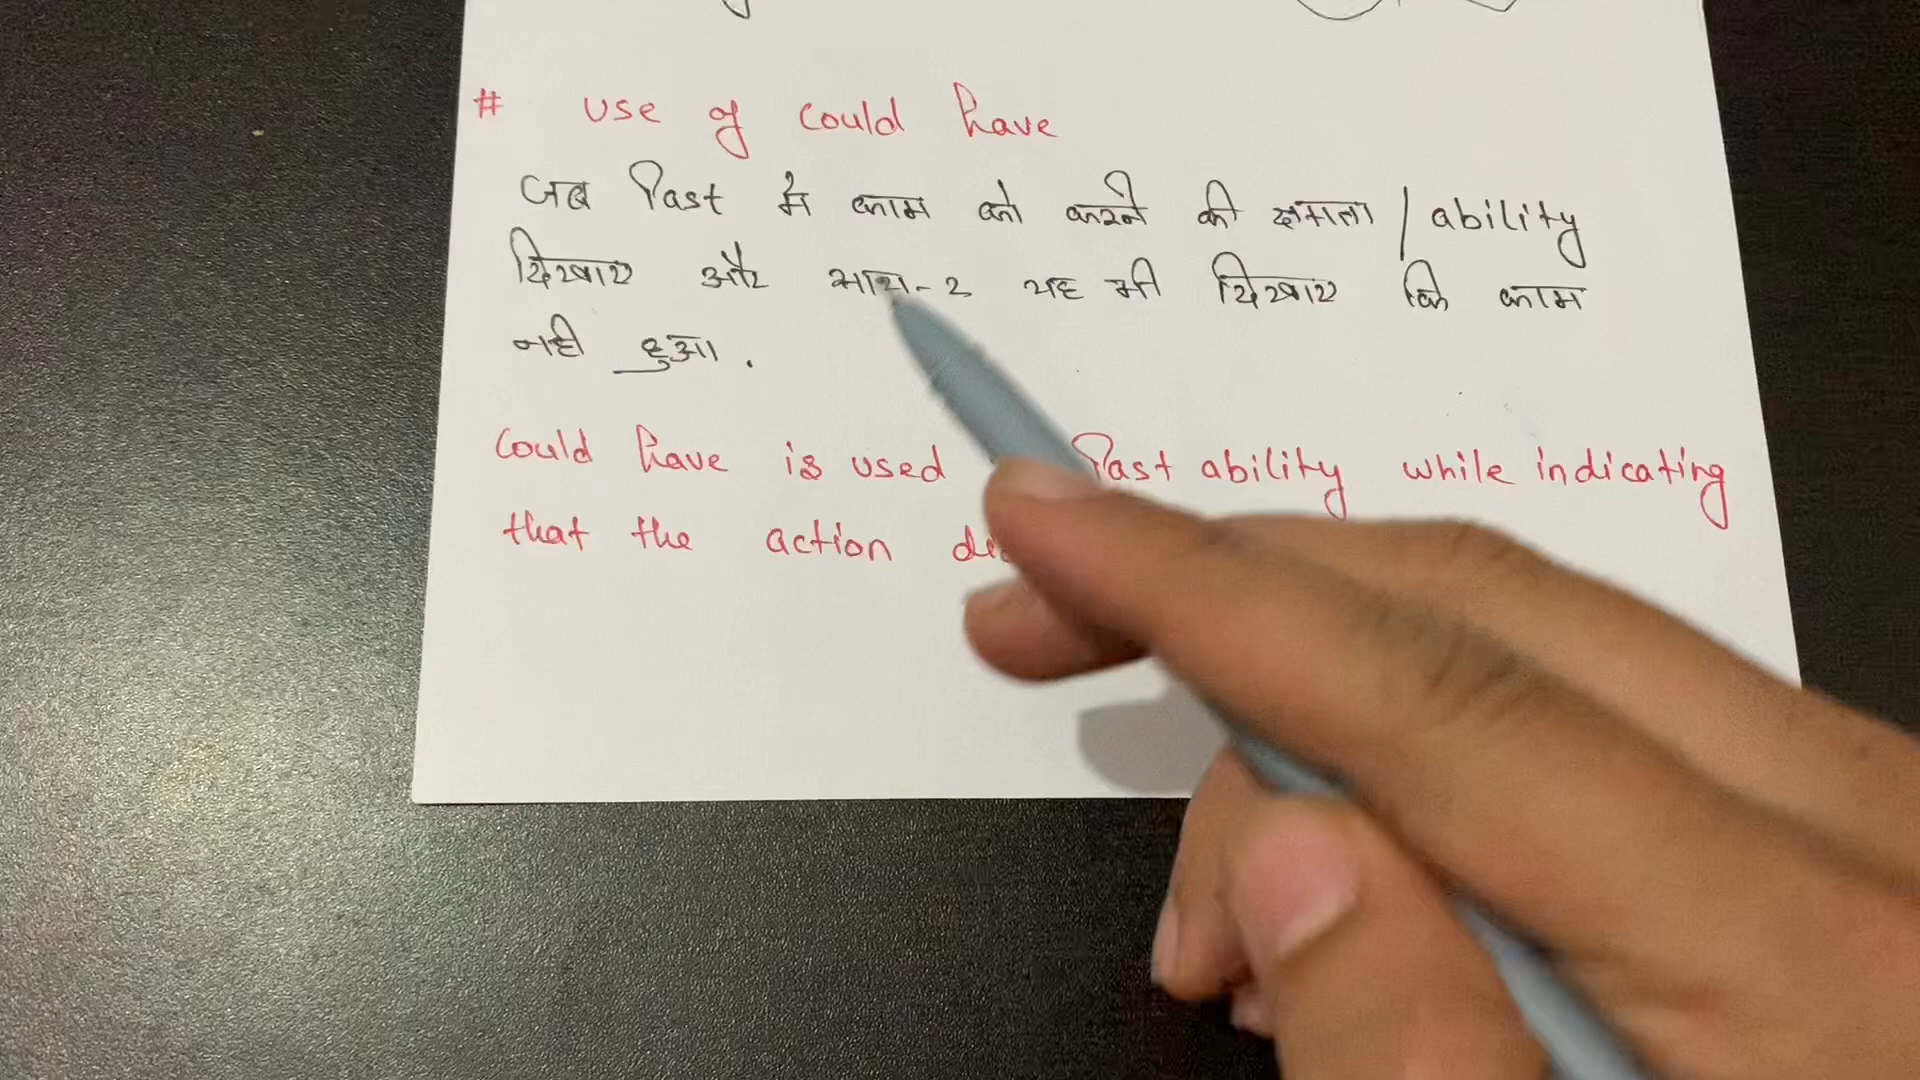 # use of could have
जब Past में काम को करने की क्षमता / ability
दिखाए और साथ-2 यह भी दिखाए कि काम
नही हुआ.
Could have is used Past ability while indicating
that the action